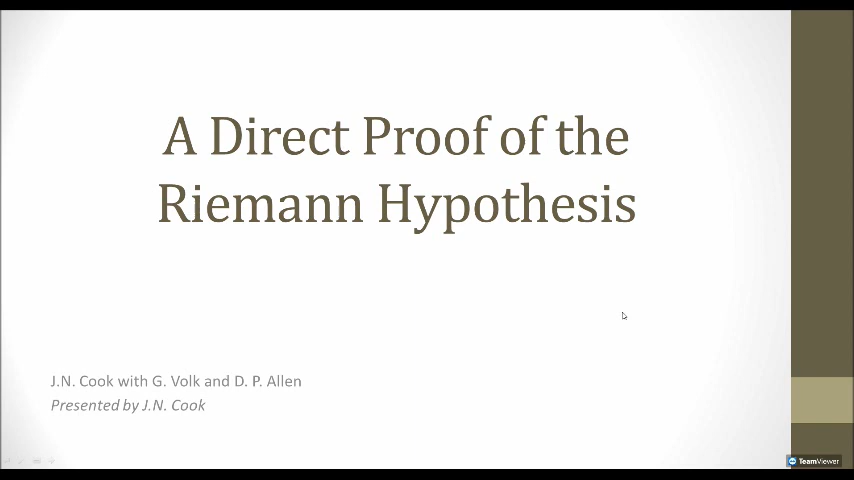 A Direct Proof of the
Riemann Hypothesis
J.N. Cook with G. Volk and D. P. Allen
Presented by J.N. Cook
TeamViewer